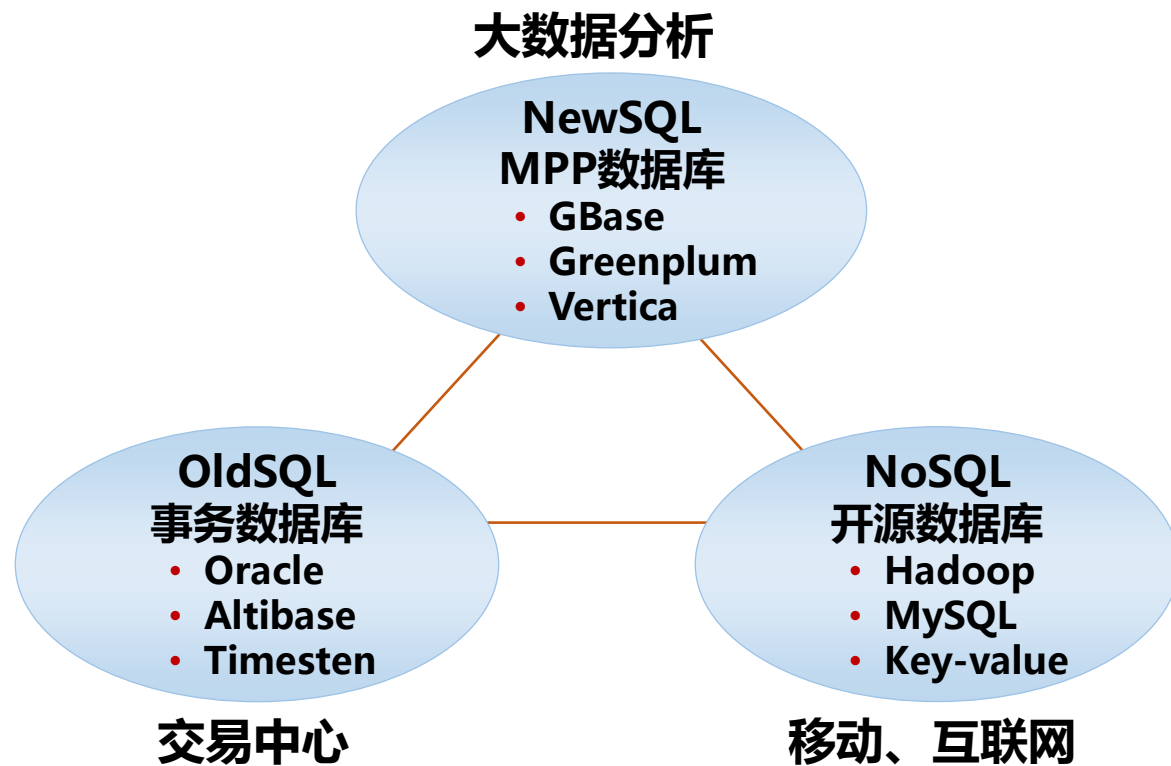 大数据分析
NewSQL
MPP数据库
• GBase
• Greenplum
• Vertica
OldSQL
事务数据库
• Oracle
• Altibase
• Timesten
交易中心
NoSQL
开源数据库
• Hadoop
• MySQL
• Key-value
移动、互联网